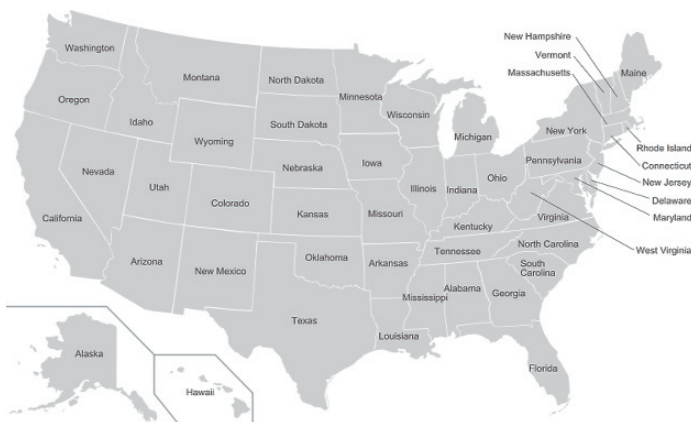 New Hampshire
Vermont
Massachusetts
Washington
Montana
North Dakota
Minnesota
Maine
Oregon
Idaho
Wyoming
South Dakota
Wisconsin
Michigan
New York
Rhode Island
Connecticut
New Jersey
Delaware
Maryland
West Virginia
Nevada
Utah
Colorado
Nebraska
Iowa
Illinois
Indiana
Ohio
Pennsylvania
California
Kansas
Missouri
Kentucky
Virginia
Arizona
New Mexico
Oklahoma
Arkansas
Tennessee
North Carolina
South
Carolina
Texas
Louisiana
Mississippi
Alabama
Georgia
Florida
Alaska
Hawaii